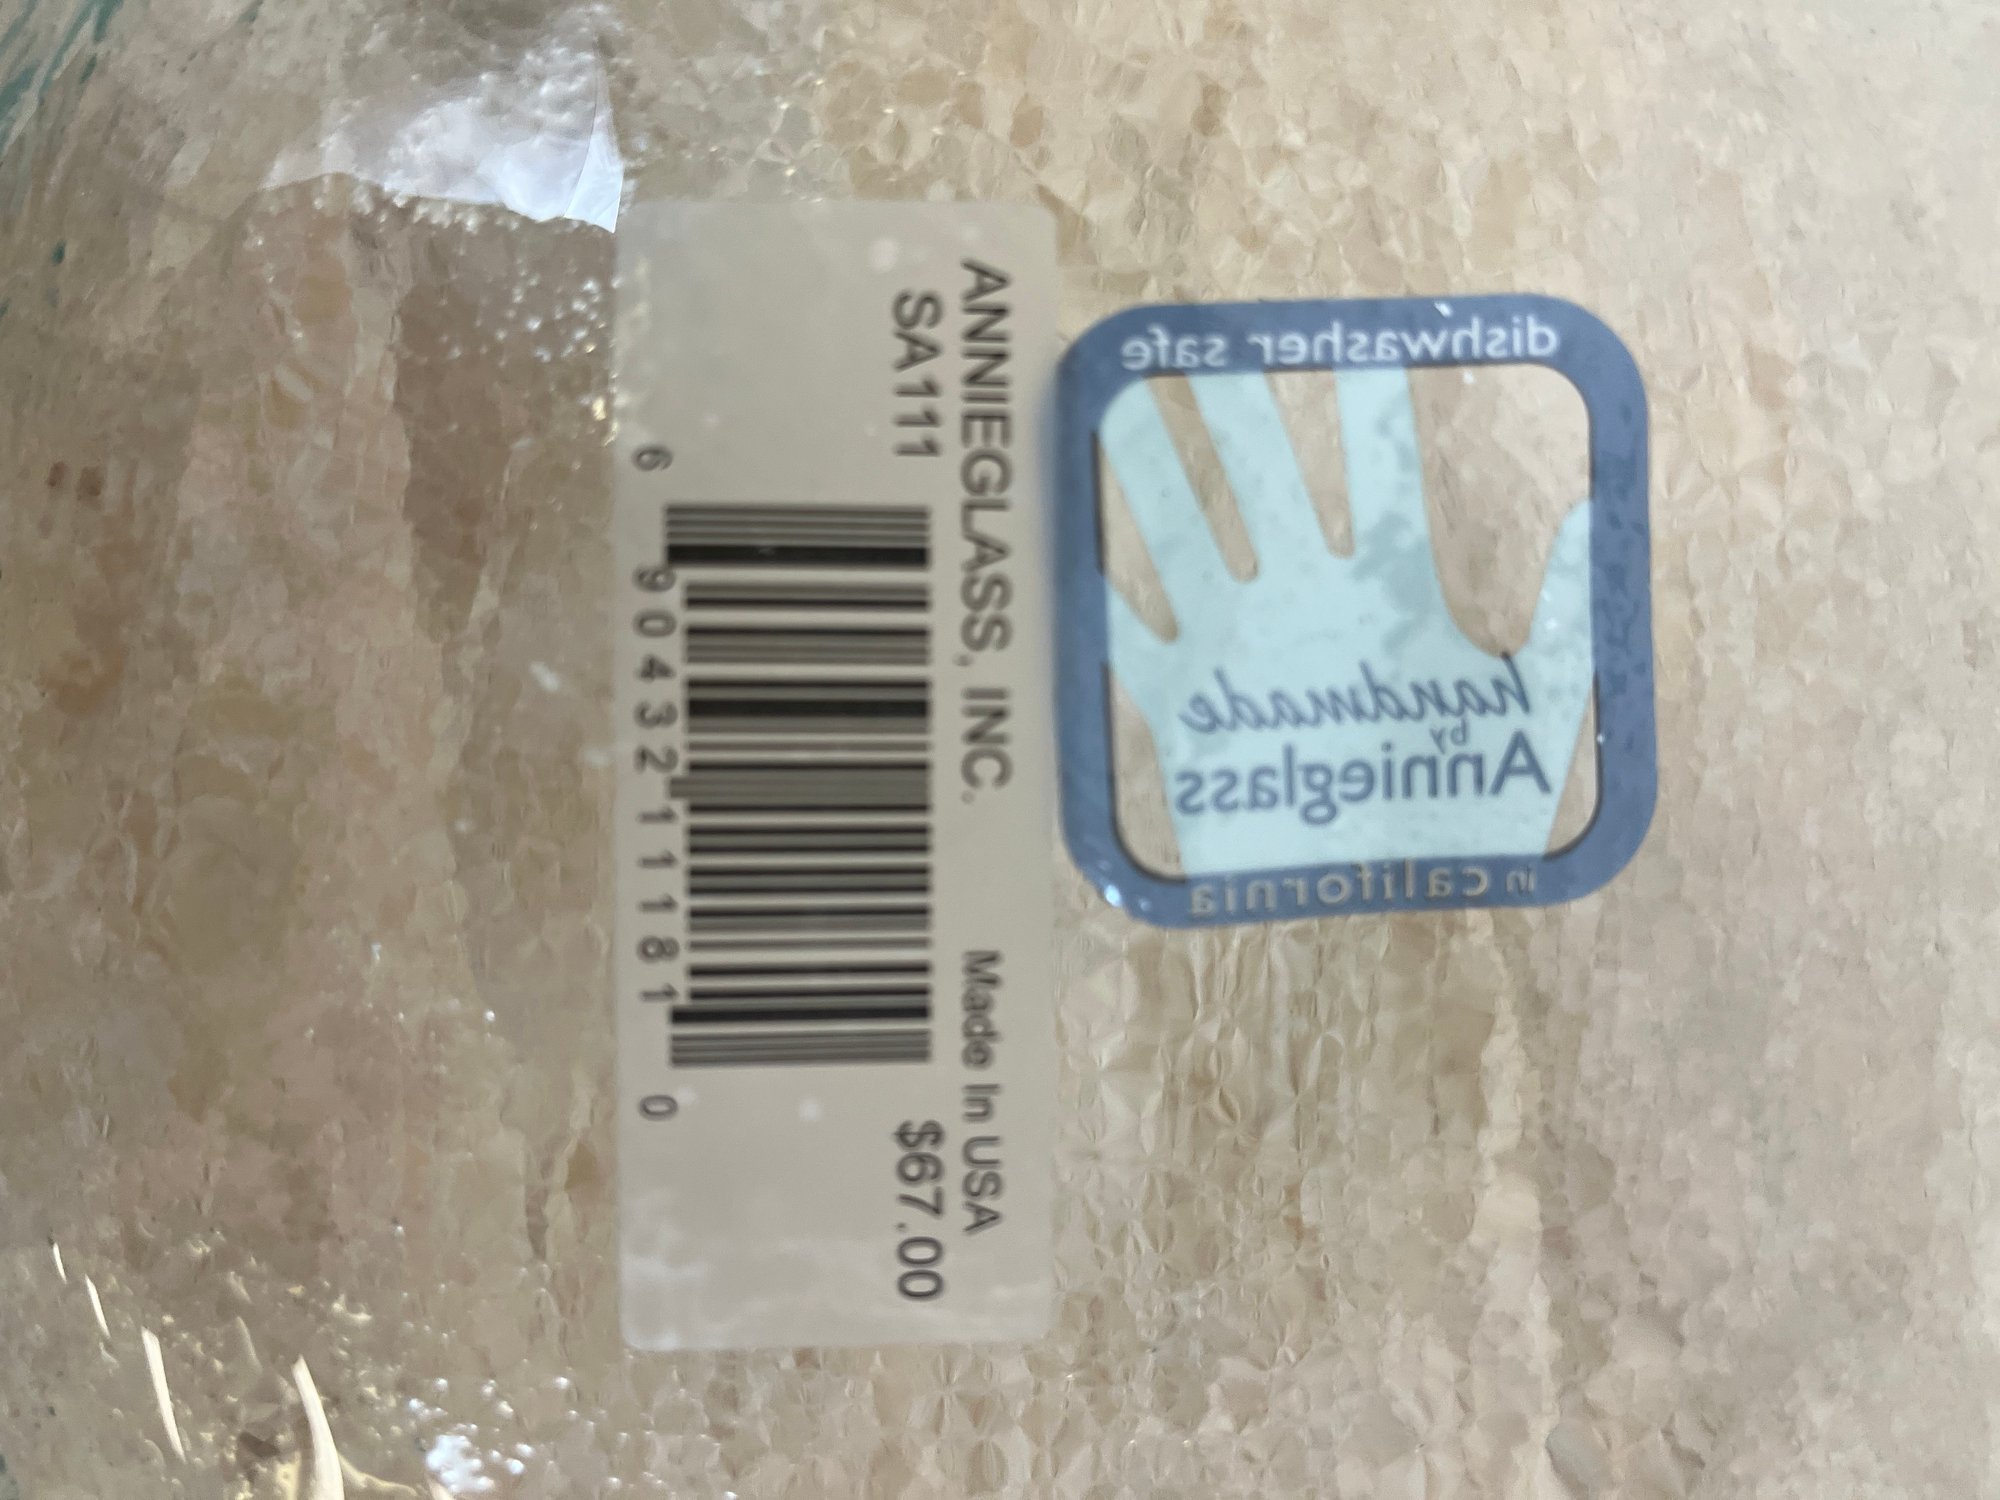 ANNIEGLASS, INC. Made In USA
SA111 $67.00
6 90432 11181 0
dishwasher safe
handmade
by
Annieglass
in california